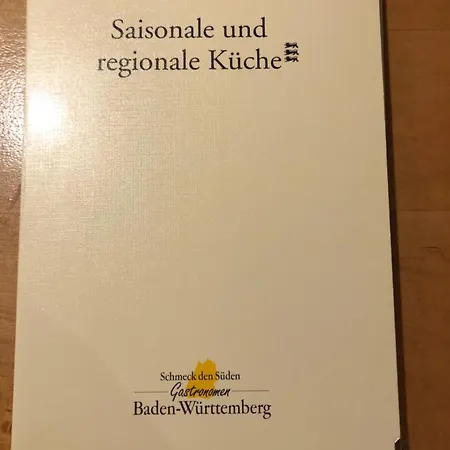 Saisonale und
regionale Küche
Schmeck den Süden
Gastronomen
Baden-Württemberg